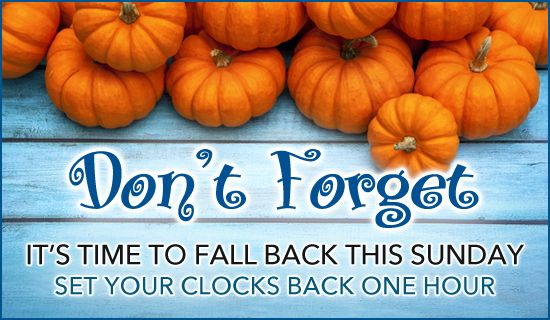 Don't Forget
IT'S TIME TO FALL BACK THIS SUNDAY
SET YOUR CLOCKS BACK ONE HOUR